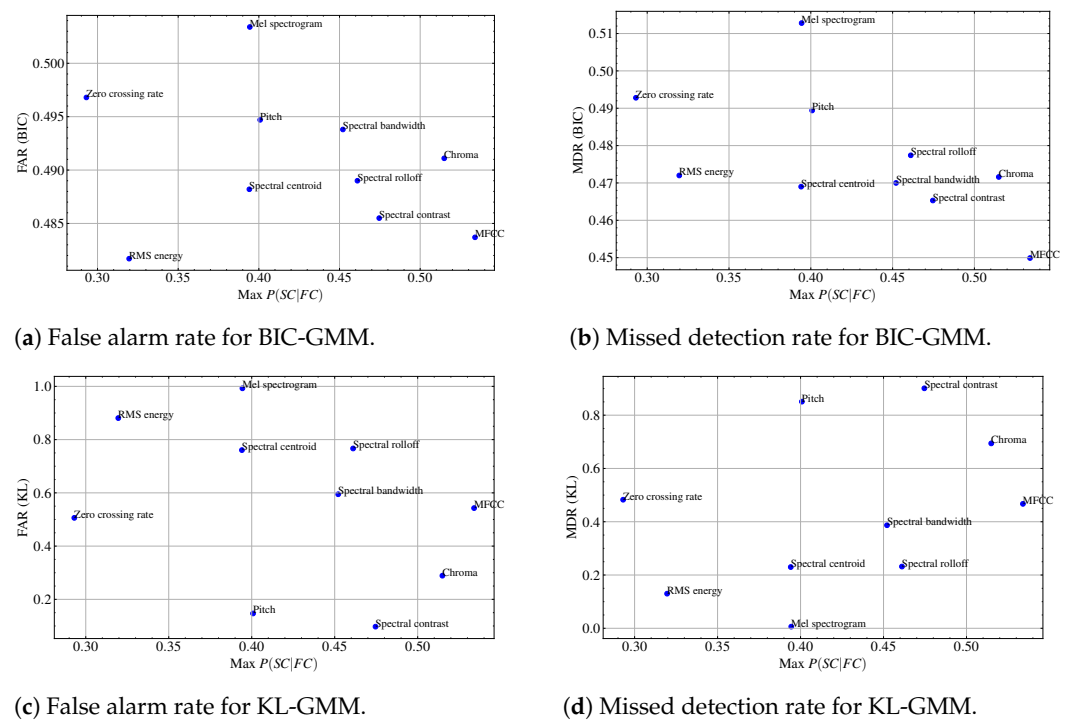 Mel spectrogram
0.500
Zero crossing rate
0.495
Pitch
Spectral bandwidth
Chroma
0.490
Spectral centroid
Spectral rolloff
0.485
Spectral contrast
MFCC
RMS energy
FAR (BIC)
0.30 0.35 0.40 0.45 0.50
Max P(SC|FC)
(a) False alarm rate for BIC-GMM.
0.51
Mel spectrogram
0.50
Zero crossing rate
0.49
Pitch
0.48
Spectral rolloff
RMS energy
Chroma
0.47
Spectral centroid
Spectral bandwidth
Spectral contrast
0.46
0.45
MFCC
MDR (BIC)
0.30 0.35 0.40 0.45 0.50
Max P(SC|FC)
(b) Missed detection rate for BIC-GMM.
1.0
Mel spectrogram
RMS energy
0.8
Spectral centroid
Spectral rolloff
0.6
Spectral bandwidth
MFCC
Zero crossing rate
0.4
Chroma
0.2
Pitch
Spectral contrast
FAR (KL)
0.30 0.35 0.40 0.45 0.50
Max P(SC|FC)
(c) False alarm rate for KL-GMM.
Spectral contrast
Pitch
0.8
Chroma
0.6
Zero crossing rate
MFCC
0.4
Spectral bandwidth
Spectral centroid
Spectral rolloff
0.2
RMS energy
0.0
Mel spectrogram
MDR (KL)
0.30 0.35 0.40 0.45 0.50
Max P(SC|FC)
(d) Missed detection rate for KL-GMM.